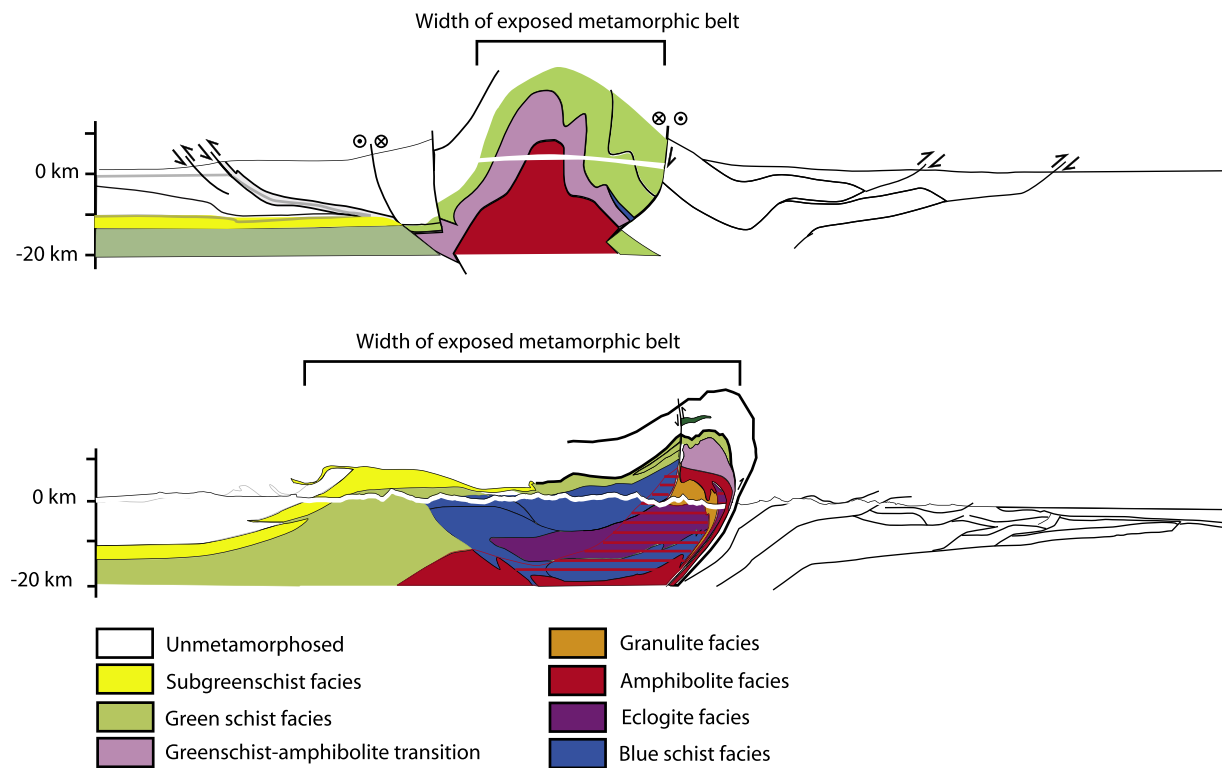 Width of exposed metamorphic belt
0 km
-20 km
Width of exposed metamorphic belt
0 km
-20 km
Unmetamorphosed
Subgreenschist facies
Green schist facies
Greenschist-amphibolite transition
Granulite facies
Amphibolite facies
Eclogite facies
Blue schist facies